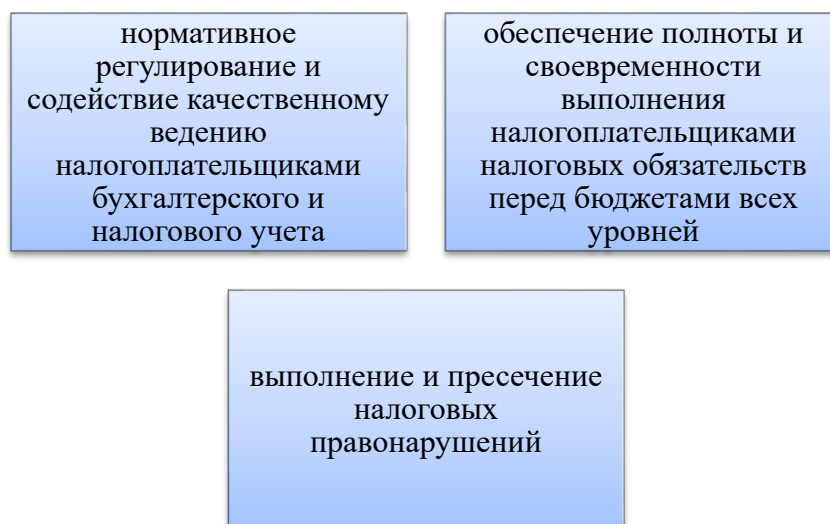 нормативное
регулирование и
содействие качественному
ведению
налогоплательщиками
бухгалтерского и
налогового учета
обеспечение полноты и
своевременности
выполнения
налогоплательщиками
налоговых обязательств
перед бюджетами всех
уровней
выполнение и пресечение
налоговых
правонарушений